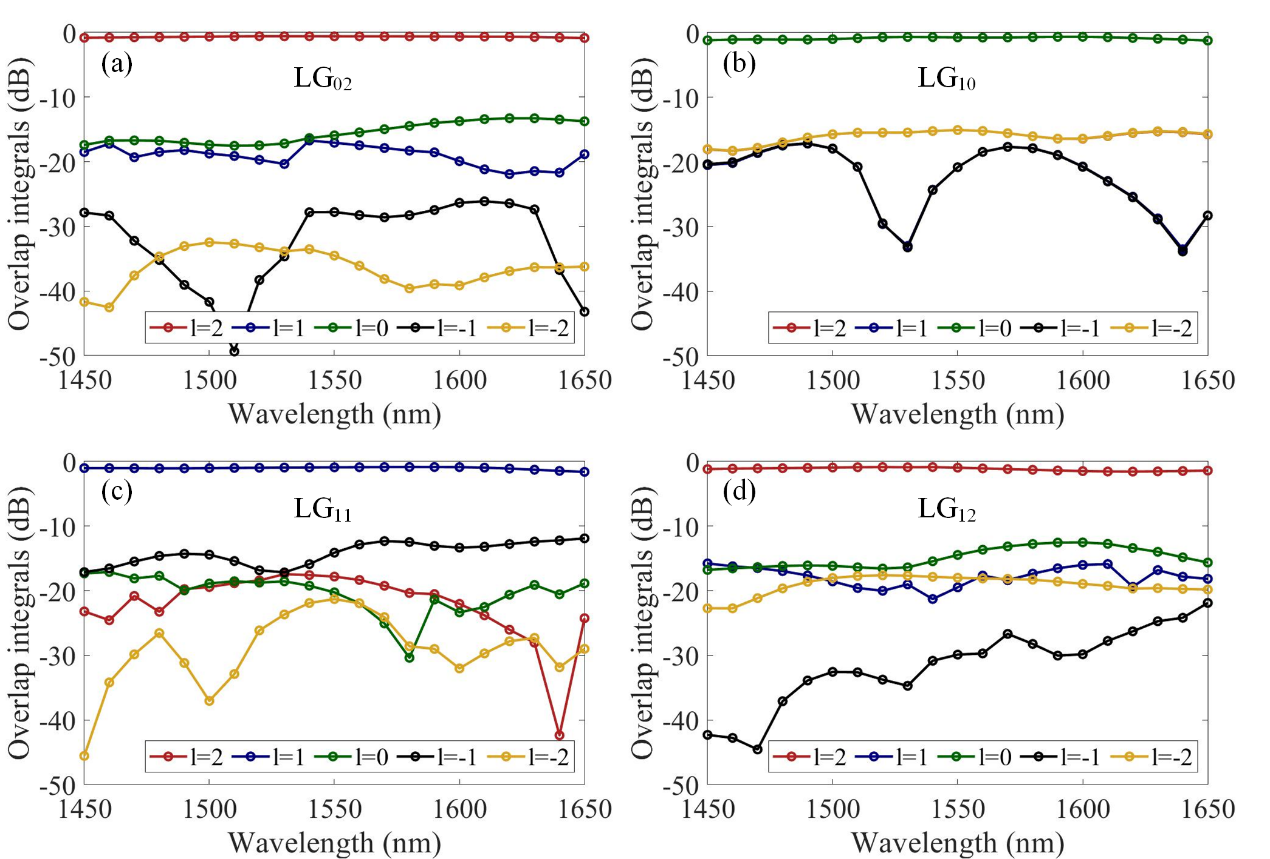 (a) LG₀₂
Overlap integrals (dB)
0
-10
-20
-30
-40
-50
l=2 l=1 l=0 l=-1 l=-2
1450 1500 1550 1600 1650
Wavelength (nm)
(b) LG₁₀
Overlap integrals (dB)
0
-10
-20
-30
-40
-50
l=2 l=1 l=0 l=-1 l=-2
1450 1500 1550 1600 1650
Wavelength (nm)
(c) LG₁₁
Overlap integrals (dB)
0
-10
-20
-30
-40
-50
l=2 l=1 l=0 l=-1 l=-2
1450 1500 1550 1600 1650
Wavelength (nm)
(d) LG₁₂
Overlap integrals (dB)
0
-10
-20
-30
-40
-50
l=2 l=1 l=0 l=-1 l=-2
1450 1500 1550 1600 1650
Wavelength (nm)